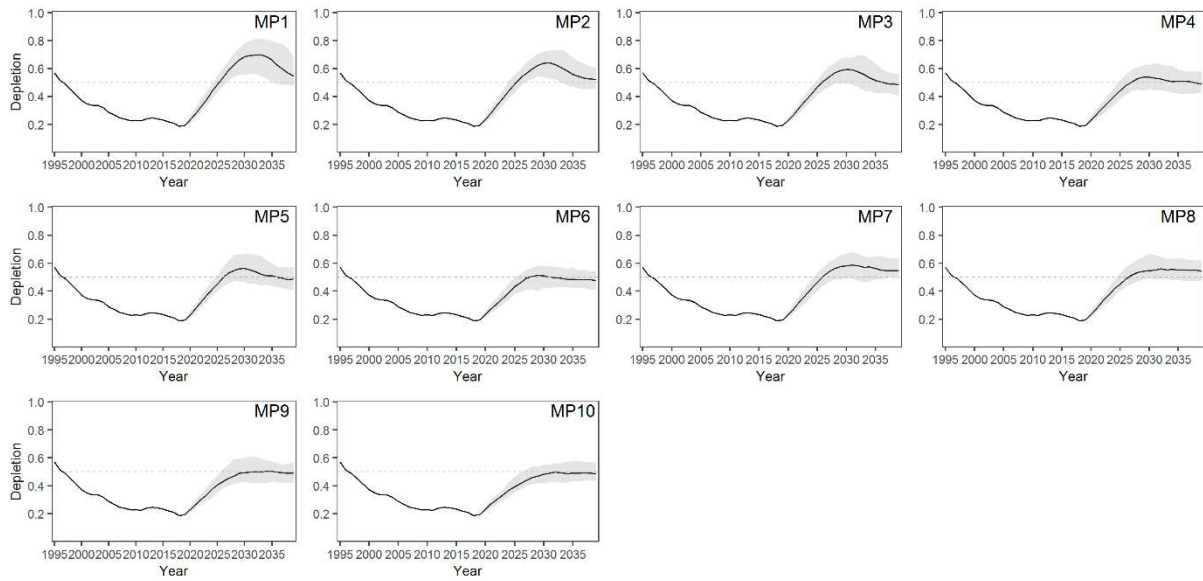 MP1
MP2
MP3
MP4
Depletion
1.0 1.0 1.0 1.0
0.8 0.8 0.8 0.8
0.6 0.6 0.6 0.6
0.4 0.4 0.4 0.4
0.2 0.2 0.2 0.2
1995 2000 2005 2010 2015 2020 2025 2030 2035
1995 2000 2005 2010 2015 2020 2025 2030 2035
1995 2000 2005 2010 2015 2020 2025 2030 2035
1995 2000 2005 2010 2015 2020 2025 2030 2035
Year Year Year Year
MP5
MP6
MP7
MP8
Depletion
1.0 1.0 1.0 1.0
0.8 0.8 0.8 0.8
0.6 0.6 0.6 0.6
0.4 0.4 0.4 0.4
0.2 0.2 0.2 0.2
1995 2000 2005 2010 2015 2020 2025 2030 2035
1995 2000 2005 2010 2015 2020 2025 2030 2035
1995 2000 2005 2010 2015 2020 2025 2030 2035
1995 2000 2005 2010 2015 2020 2025 2030 2035
Year Year Year Year
MP9
MP10
Depletion
1.0 1.0
0.8 0.8
0.6 0.6
0.4 0.4
0.2 0.2
1995 2000 2005 2010 2015 2020 2025 2030 2035
1995 2000 2005 2010 2015 2020 2025 2030 2035
Year Year